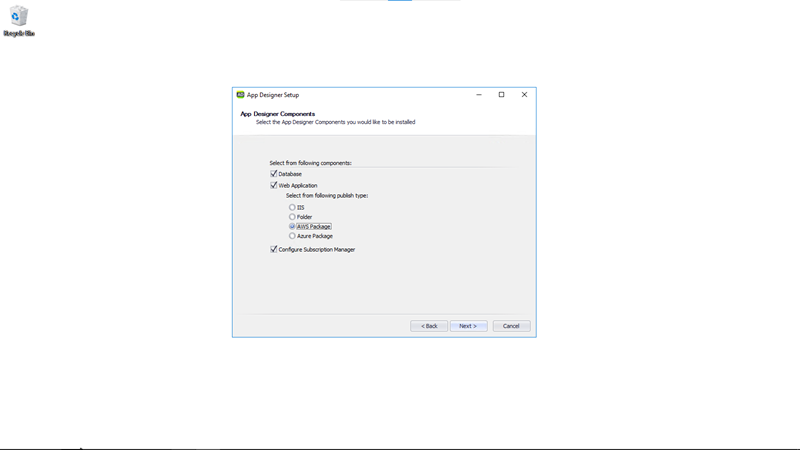 Recycle Bin
App Designer Setup
App Designer Components
Select the App Designer Components you would like to be installed
Select from following components:
Database
Web Application
Select from following publish type:
IIS
Folder
AWS Package
Azure Package
Configure Subscription Manager
< Back
Next >
Cancel